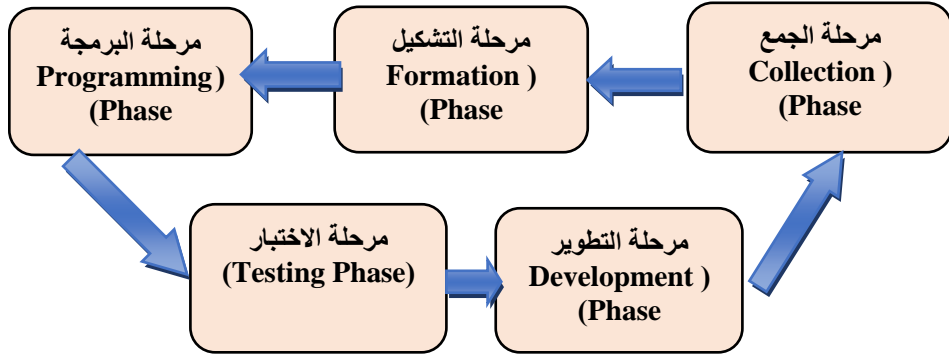 مرحلة الجمع
Collection )
(Phase
مرحلة التشكيل
Formation )
(Phase
مرحلة البرمجة
Programming )
(Phase
مرحلة الاختبار
(Testing Phase)
مرحلة التطوير
Development )
(Phase